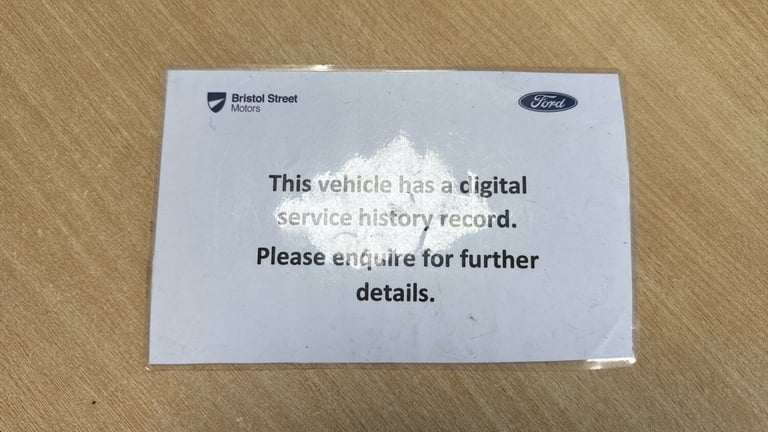 Bristol Street
Motors
Ford
This vehicle has a digital
service history record.
Please enquire for further
details.